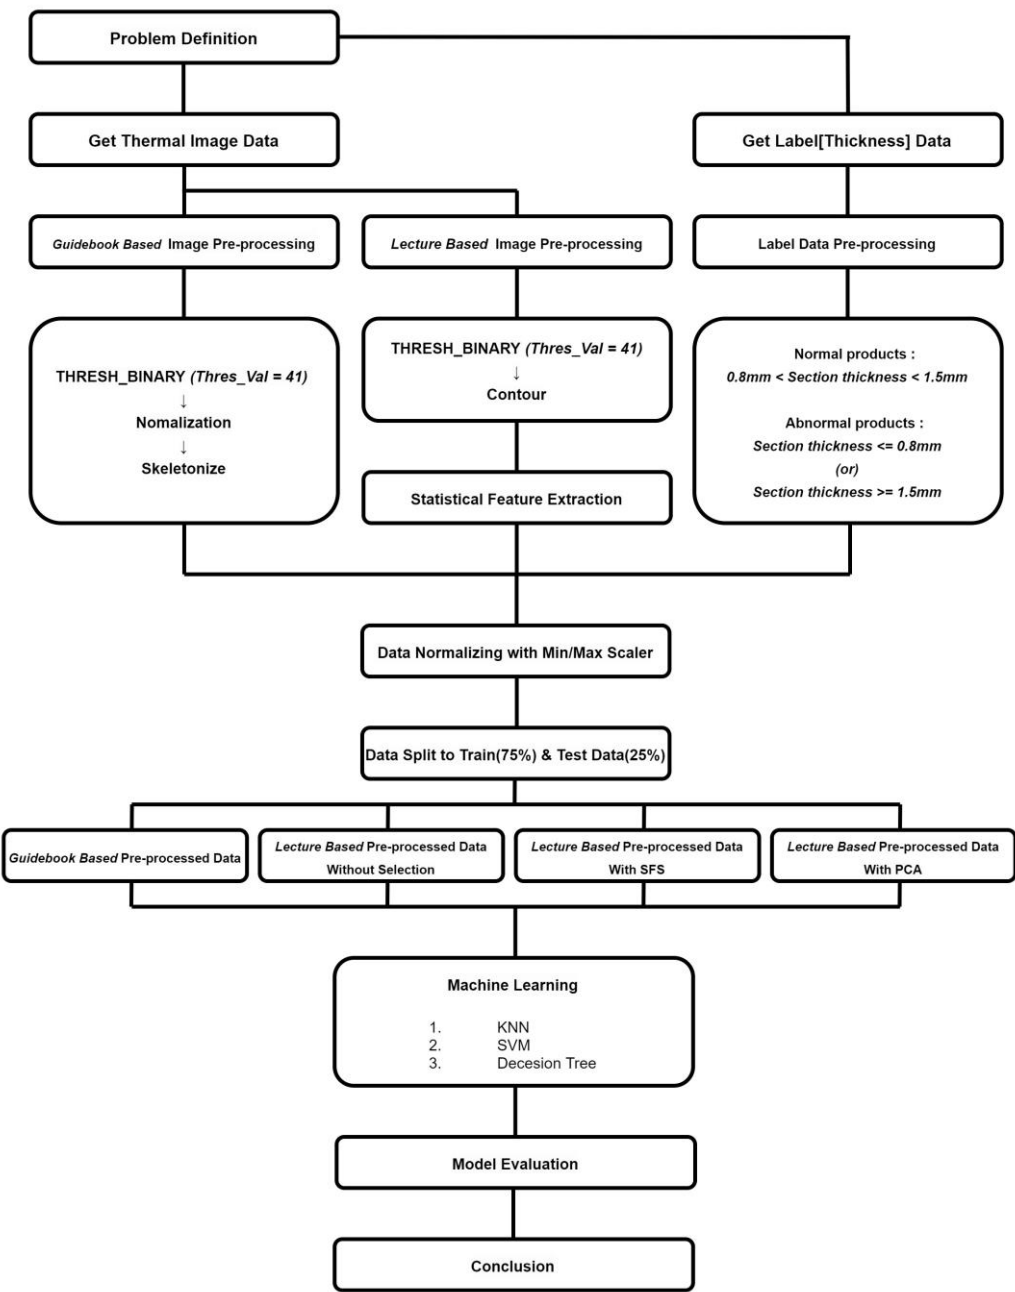 Problem Definition
Get Thermal Image Data
Get Label[Thickness] Data
Guidebook Based Image Pre-processing
Lecture Based Image Pre-processing
Label Data Pre-processing
THRESH_BINARY (Thres_Val = 41)
↓
Nomalization
↓
Skeletonize
THRESH_BINARY (Thres_Val = 41)
↓
Contour
Statistical Feature Extraction
Normal products :
0.8mm < Section thickness < 1.5mm
Abnormal products :
Section thickness <= 0.8mm
(or)
Section thickness >= 1.5mm
Data Normalizing with Min/Max Scaler
Data Split to Train(75%) & Test Data(25%)
Guidebook Based Pre-processed Data
Lecture Based Pre-processed Data
Without Selection
Lecture Based Pre-processed Data
With SFS
Lecture Based Pre-processed Data
With PCA
Machine Learning
1. KNN
2. SVM
3. Decesion Tree
Model Evaluation
Conclusion